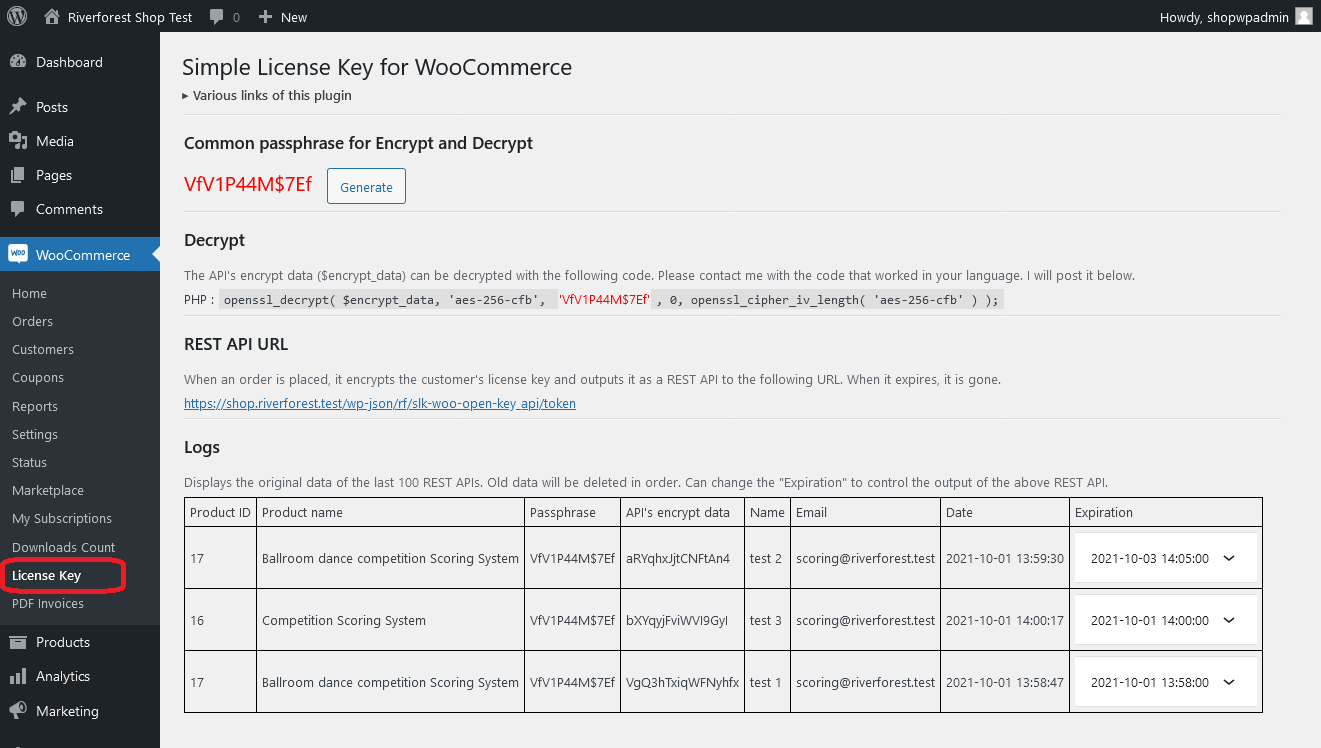 Riverforest Shop Test 0 New Howdy, shopwpadmin
Dashboard
Posts
Media
Pages
Comments
WOO WooCommerce
Home
Orders
Customers
Coupons
Reports
Settings
Status
Marketplace
My Subscriptions
Downloads Count
License Key
PDF Invoices
Products
Analytics
Marketing
Simple License Key for WooCommerce
▸ Various links of this plugin
Common passphrase for Encrypt and Decrypt
VfV1P44M$7Ef Generate
Decrypt
The API's encrypt data ($encrypt_data) can be decrypted with the following code. Please contact me with the code that worked in your language. I will post it below.
PHP : openssl_decrypt( $encrypt_data, 'aes-256-cfb', 'VfV1P44M$7Ef' , 0, openssl_cipher_iv_length( 'aes-256-cfb' ) );
REST API URL
When an order is placed, it encrypts the customer's license key and outputs it as a REST API to the following URL. When it expires, it is gone.
https://shop.riverforest.test/wp-json/rf/slk-woo-open-key_api/token
Logs
Displays the original data of the last 100 REST APIs. Old data will be deleted in order. Can change the "Expiration" to control the output of the above REST API.
Product ID Product name Passphrase API's encrypt data Name Email Date Expiration
17 Ballroom dance competition Scoring System VfV1P44M$7Ef aRYqhxJjtCNFtAn4 test 2 scoring@riverforest.test 2021-10-01 13:59:30 2021-10-03 14:05:00
16 Competition Scoring System VfV1P44M$7Ef bXYqyjFviWVI9GyI test 3 scoring@riverforest.test 2021-10-01 14:00:17 2021-10-01 14:00:00
17 Ballroom dance competition Scoring System VfV1P44M$7Ef VgQ3hTxiqWFNyhfx test 1 scoring@riverforest.test 2021-10-01 13:58:47 2021-10-01 13:58:00